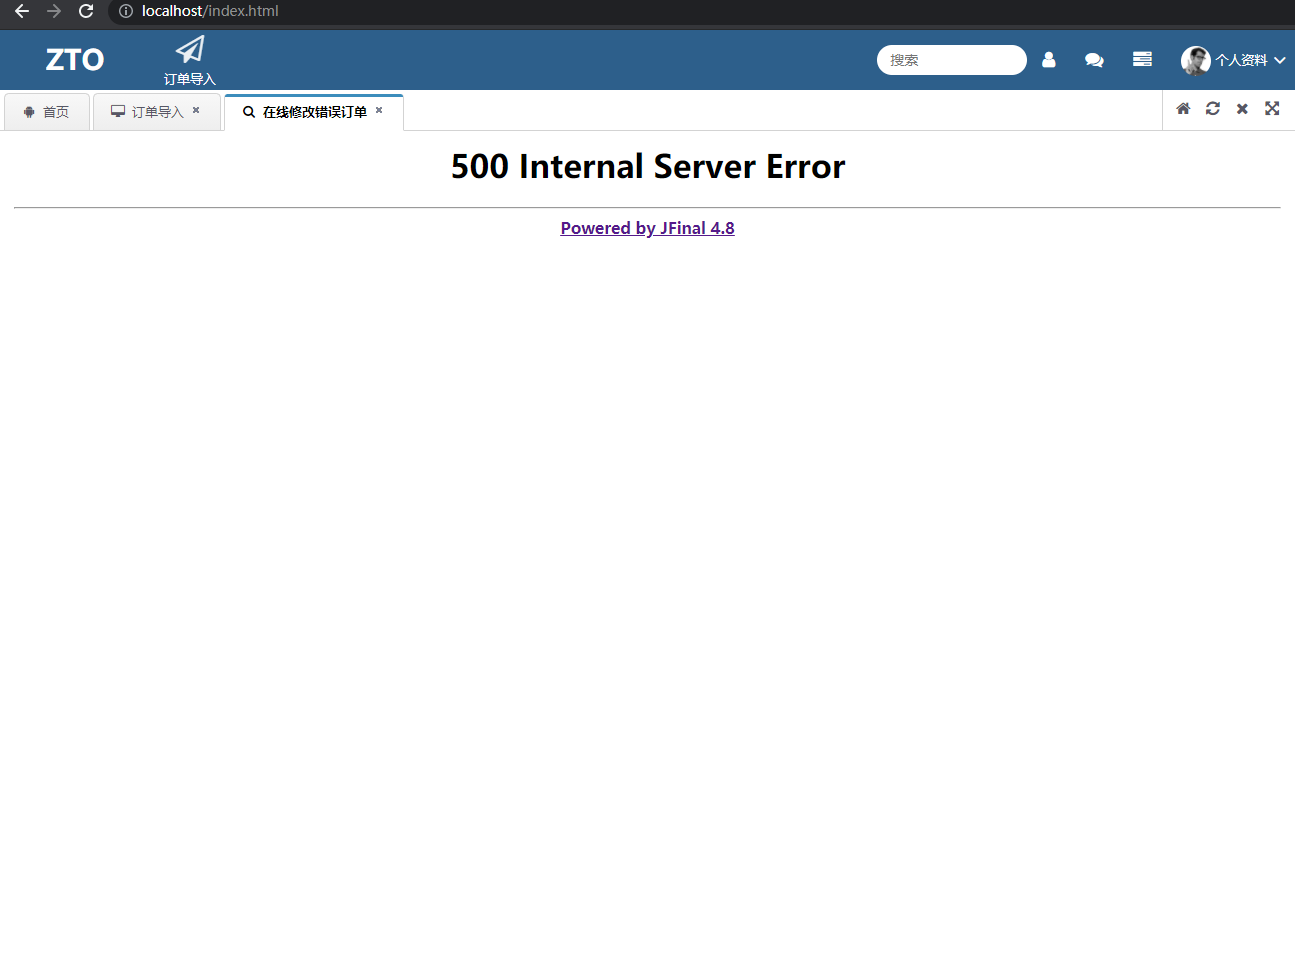 localhost/index.html
ZTO
订单导入
搜索
个人资料
首页
订单导入
在线修改错误订单
500 Internal Server Error
Powered by JFinal 4.8